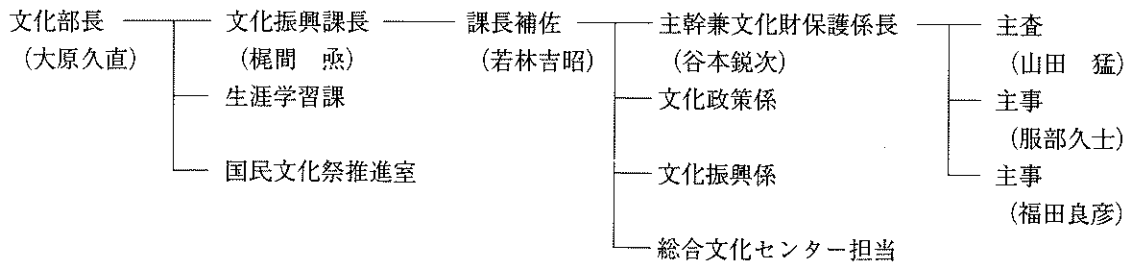 文化部長 文化振興課長 課長補佐 主幹兼文化財保護係長 主査
(大原久直) (梶間 亟) (若林吉昭) (谷本鋭次) (山田 猛)
生涯学習課 文化政策係 主事
(服部久士)
国民文化祭推進室 文化振興係 主事
(福田良彦)
総合文化センター担当